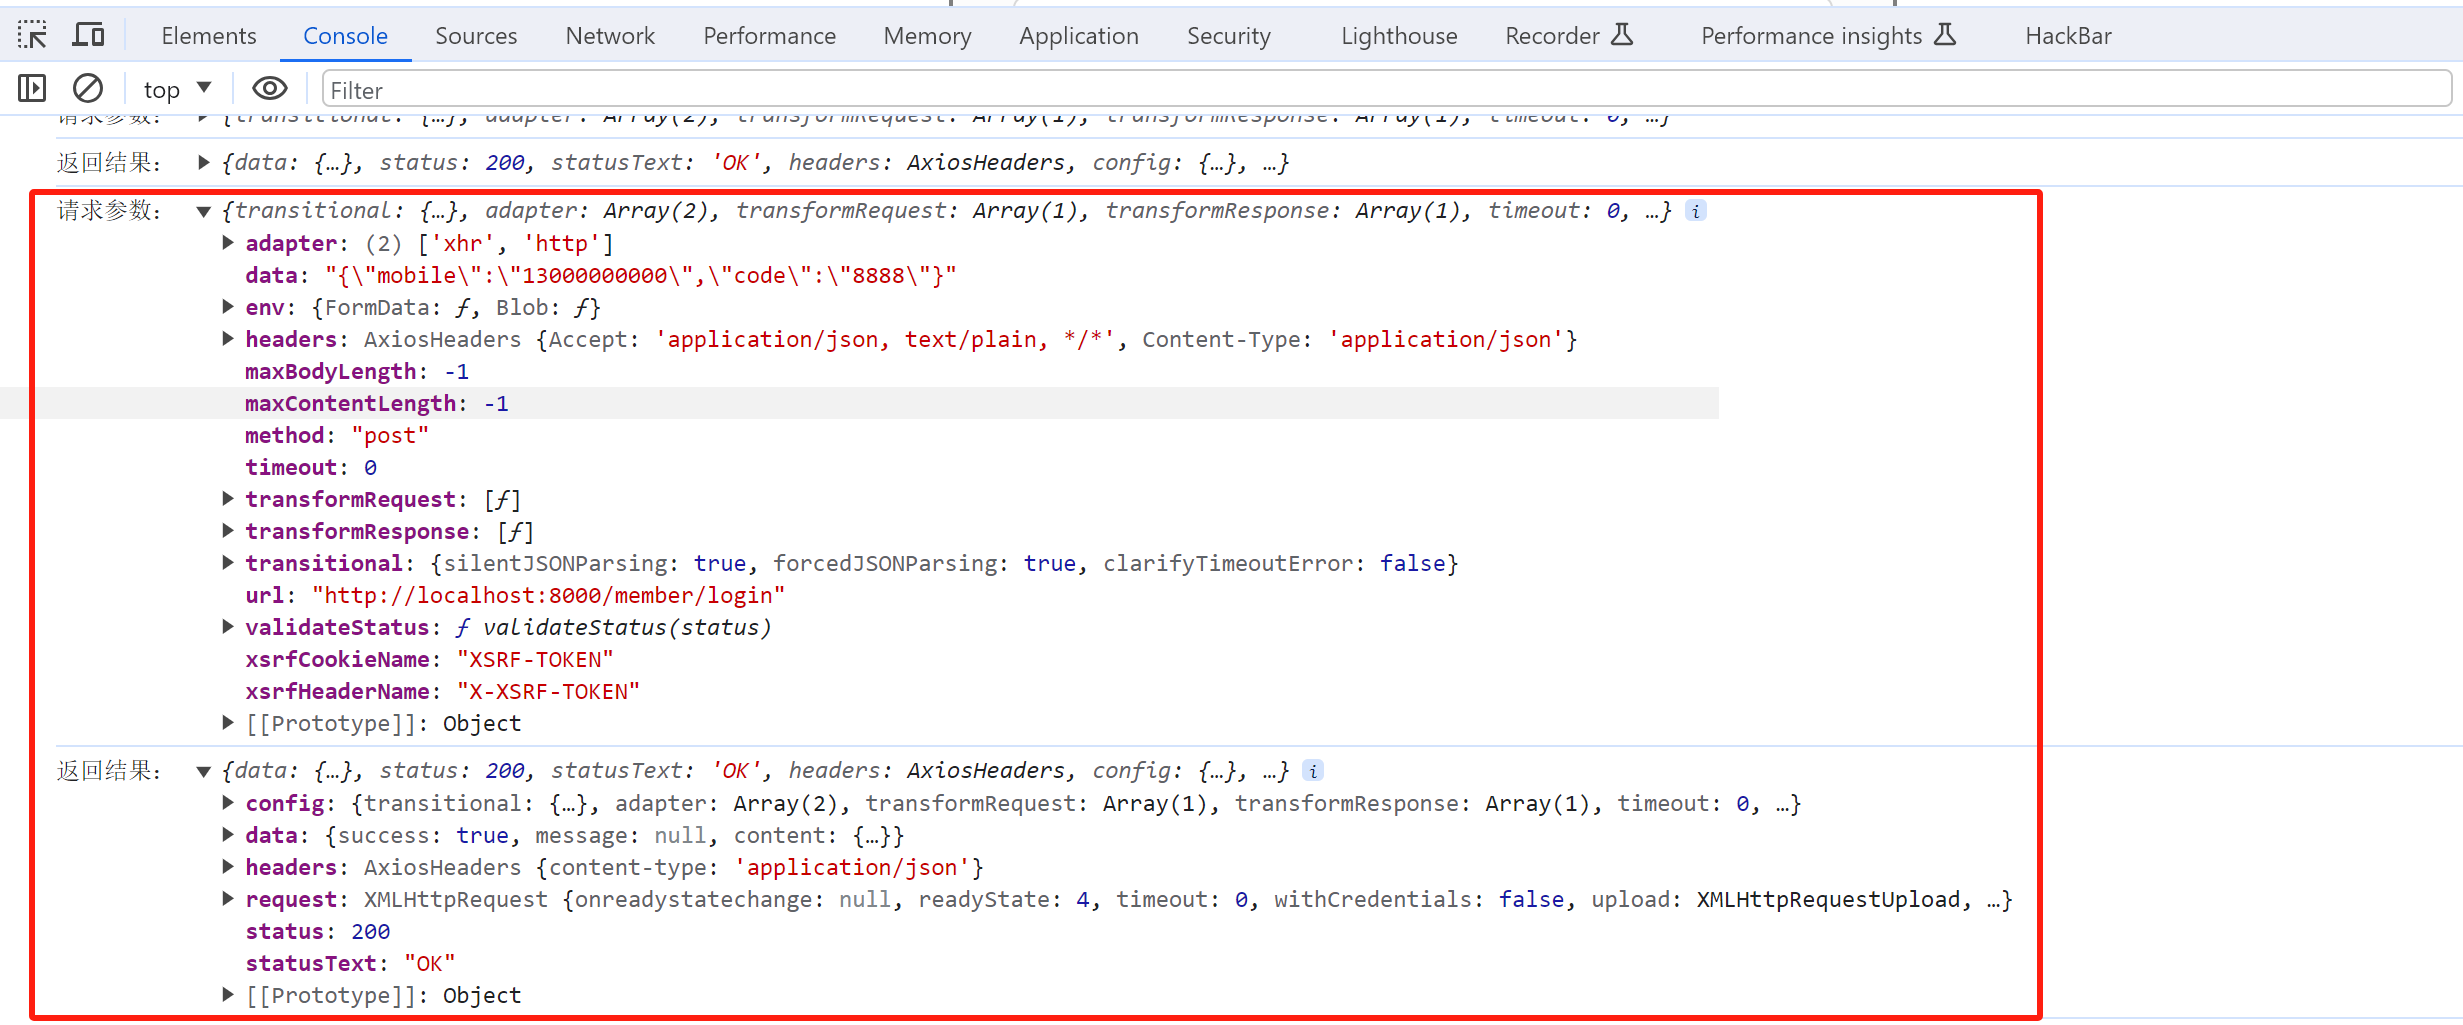 Elements Console Sources Network Performance Memory Application Security Lighthouse Recorder Performance insights HackBar
top Filter
请求参数： ▶ {transitional: {…}, adapter: Array(2), transformRequest: Array(1), transformResponse: Array(1), timeout: 0, …}
返回结果： ▶ {data: {…}, status: 200, statusText: 'OK', headers: AxiosHeaders, config: {…}, …}
请求参数： ▼ {transitional: {…}, adapter: Array(2), transformRequest: Array(1), transformResponse: Array(1), timeout: 0, …} i
▶ adapter: (2) ['xhr', 'http']
data: "{\"mobile\":\"13000000000\",\"code\":\"8888\"}"
▶ env: {FormData: ƒ, Blob: ƒ}
▶ headers: AxiosHeaders {Accept: 'application/json, text/plain, */*', Content-Type: 'application/json'}
maxBodyLength: -1
maxContentLength: -1
method: "post"
timeout: 0
▶ transformRequest: [ƒ]
▶ transformResponse: [ƒ]
▶ transitional: {silentJSONParsing: true, forcedJSONParsing: true, clarifyTimeoutError: false}
url: "http://localhost:8000/member/login"
▶ validateStatus: ƒ validateStatus(status)
xsrfCookieName: "XSRF-TOKEN"
xsrfHeaderName: "X-XSRF-TOKEN"
▶ [[Prototype]]: Object
返回结果： ▼ {data: {…}, status: 200, statusText: 'OK', headers: AxiosHeaders, config: {…}, …} i
▶ config: {transitional: {…}, adapter: Array(2), transformRequest: Array(1), transformResponse: Array(1), timeout: 0, …}
▶ data: {success: true, message: null, content: {…}}
▶ headers: AxiosHeaders {content-type: 'application/json'}
▶ request: XMLHttpRequest {onreadystatechange: null, readyState: 4, timeout: 0, withCredentials: false, upload: XMLHttpRequestUpload, …}
status: 200
statusText: "OK"
▶ [[Prototype]]: Object